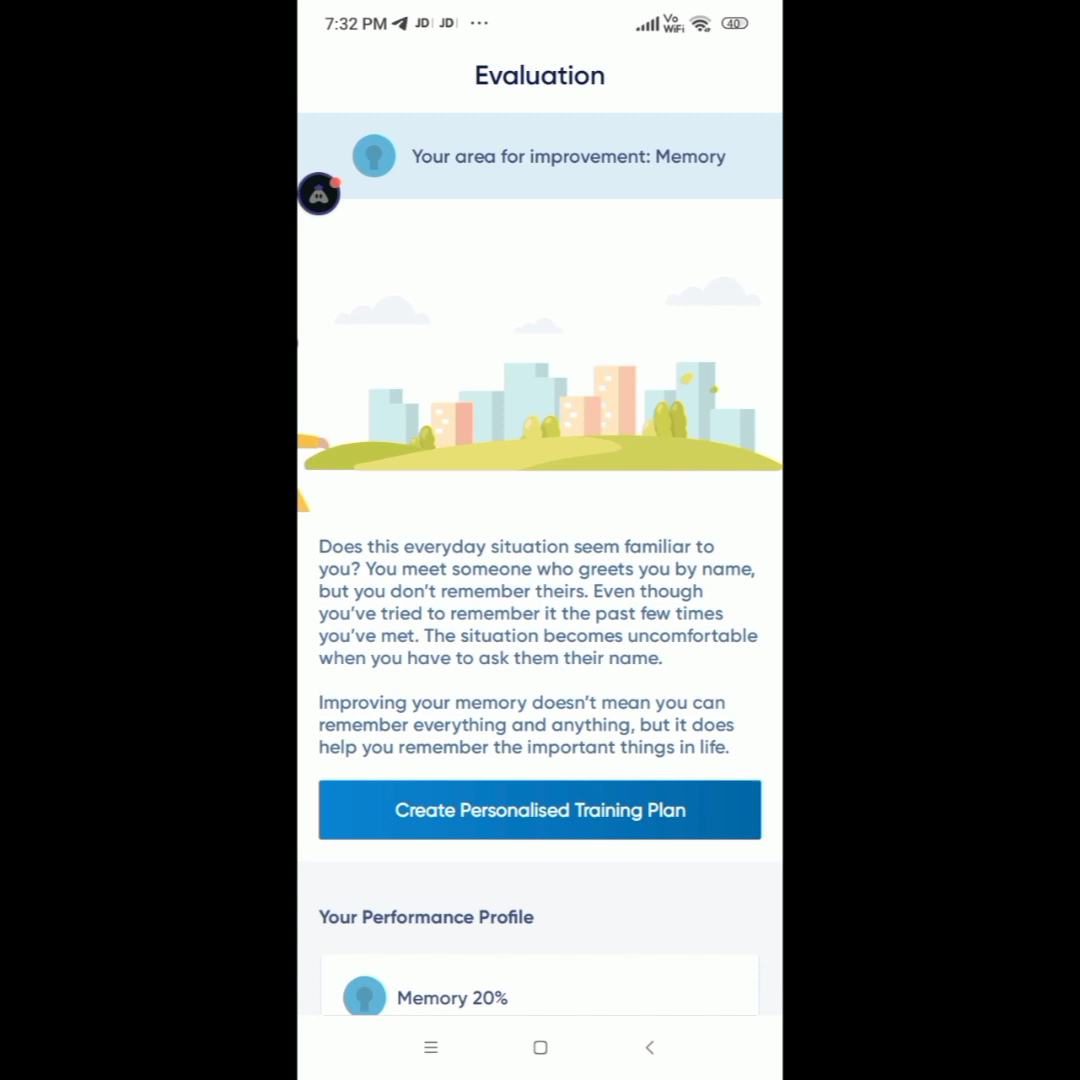 7:32 PM JD JD ... Vo WiFi 40
Evaluation
Your area for improvement: Memory
Does this everyday situation seem familiar to
you? You meet someone who greets you by name,
but you don't remember theirs. Even though
you've tried to remember it the past few times
you've met. The situation becomes uncomfortable
when you have to ask them their name.
Improving your memory doesn't mean you can
remember everything and anything, but it does
help you remember the important things in life.
Create Personalised Training Plan
Your Performance Profile
Memory 20%